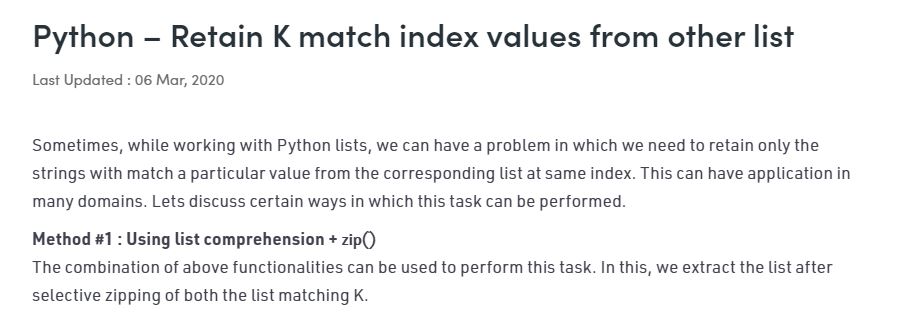 Python – Retain K match index values from other list
Last Updated : 06 Mar, 2020
Sometimes, while working with Python lists, we can have a problem in which we need to retain only the
strings with match a particular value from the corresponding list at same index. This can have application in
many domains. Lets discuss certain ways in which this task can be performed.
Method #1 : Using list comprehension + zip()
The combination of above functionalities can be used to perform this task. In this, we extract the list after
selective zipping of both the list matching K.